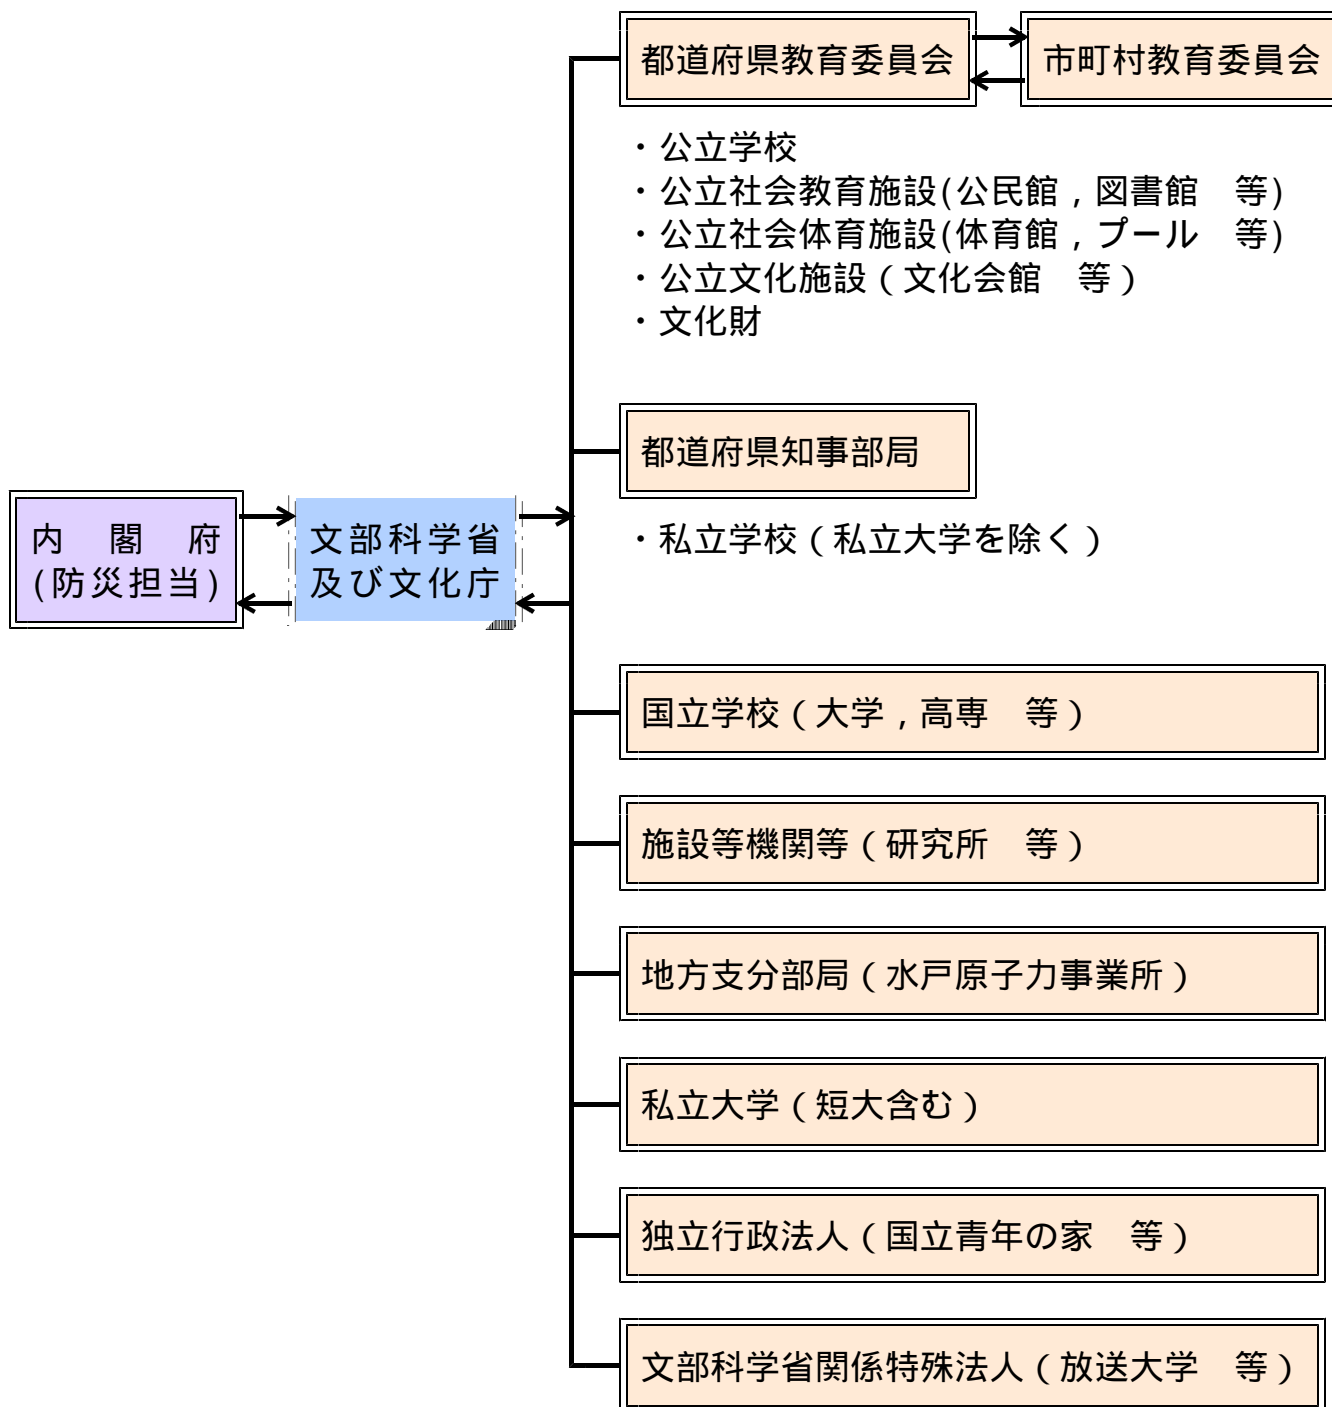 都道府県教育委員会
市町村教育委員会
・公立学校
・公立社会教育施設(公民館，図書館　等)
・公立社会体育施設(体育館，プール　等)
・公立文化施設（文化会館　等）
・文化財
都道府県知事部局
・私立学校（私立大学を除く）
内　閣　府
(防災担当)
文部科学省
及び文化庁
国立学校（大学，高専　等）
施設等機関等（研究所　等）
地方支分部局（水戸原子力事業所）
私立大学（短大含む）
独立行政法人（国立青年の家　等）
文部科学省関係特殊法人（放送大学　等）